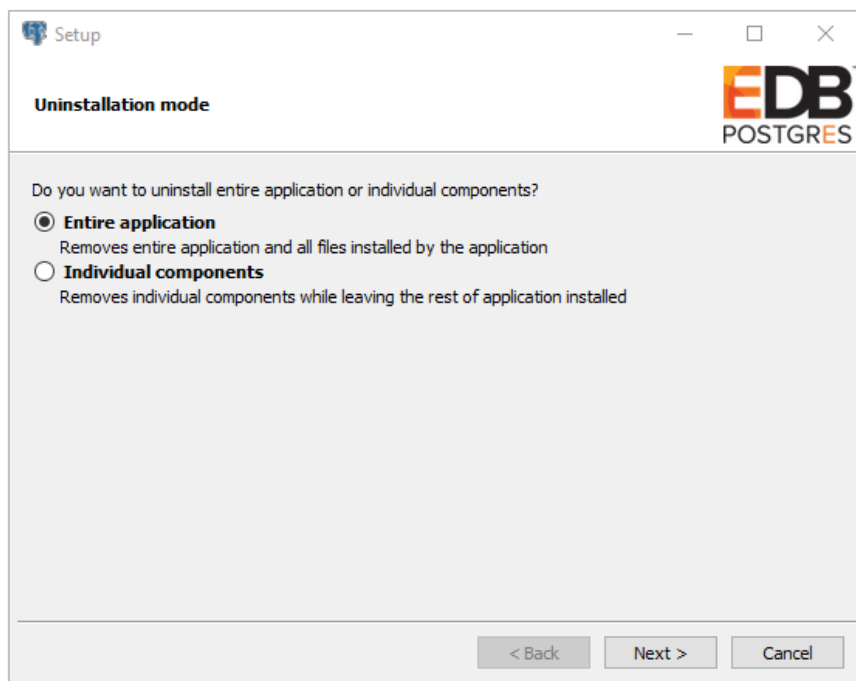 Setup
Uninstallation mode
EDB
POSTGRES
Do you want to uninstall entire application or individual components?
Entire application
Removes entire application and all files installed by the application
Individual components
Removes individual components while leaving the rest of application installed
< Back
Next >
Cancel